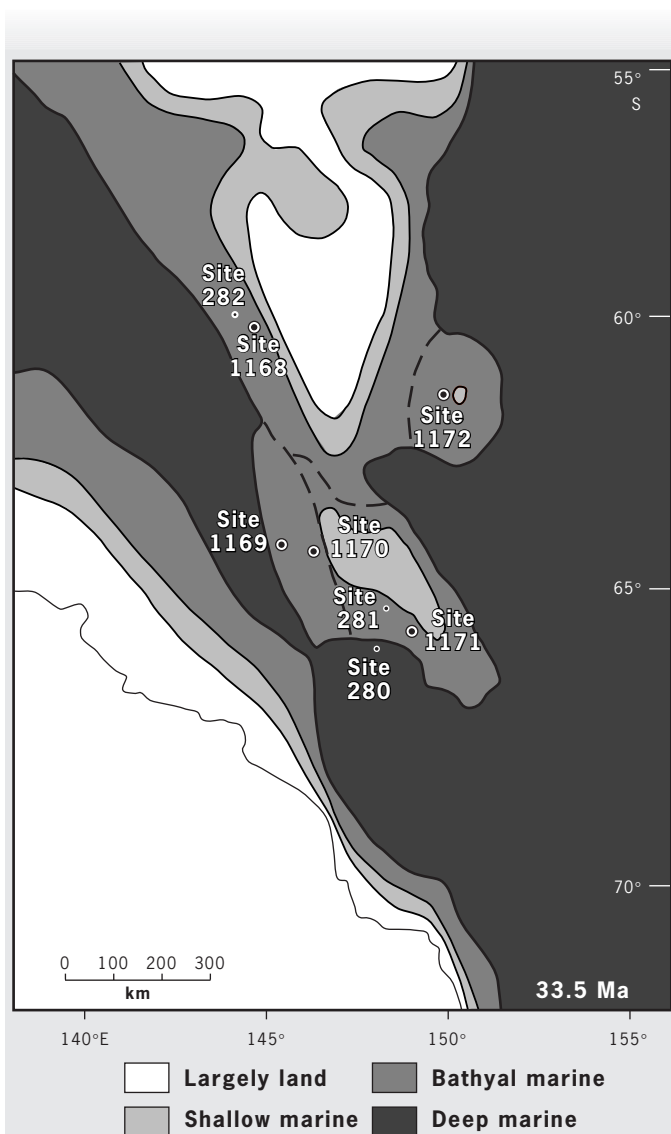 55°
S
Site
282
60°
Site
1168
Site
1172
Site
1169
Site
1170
65°
Site
281
Site
1171
Site
280
70°
0 100 200 300
km
33.5 Ma
140°E 145° 150° 155°
Largely land Bathyal marine
Shallow marine Deep marine